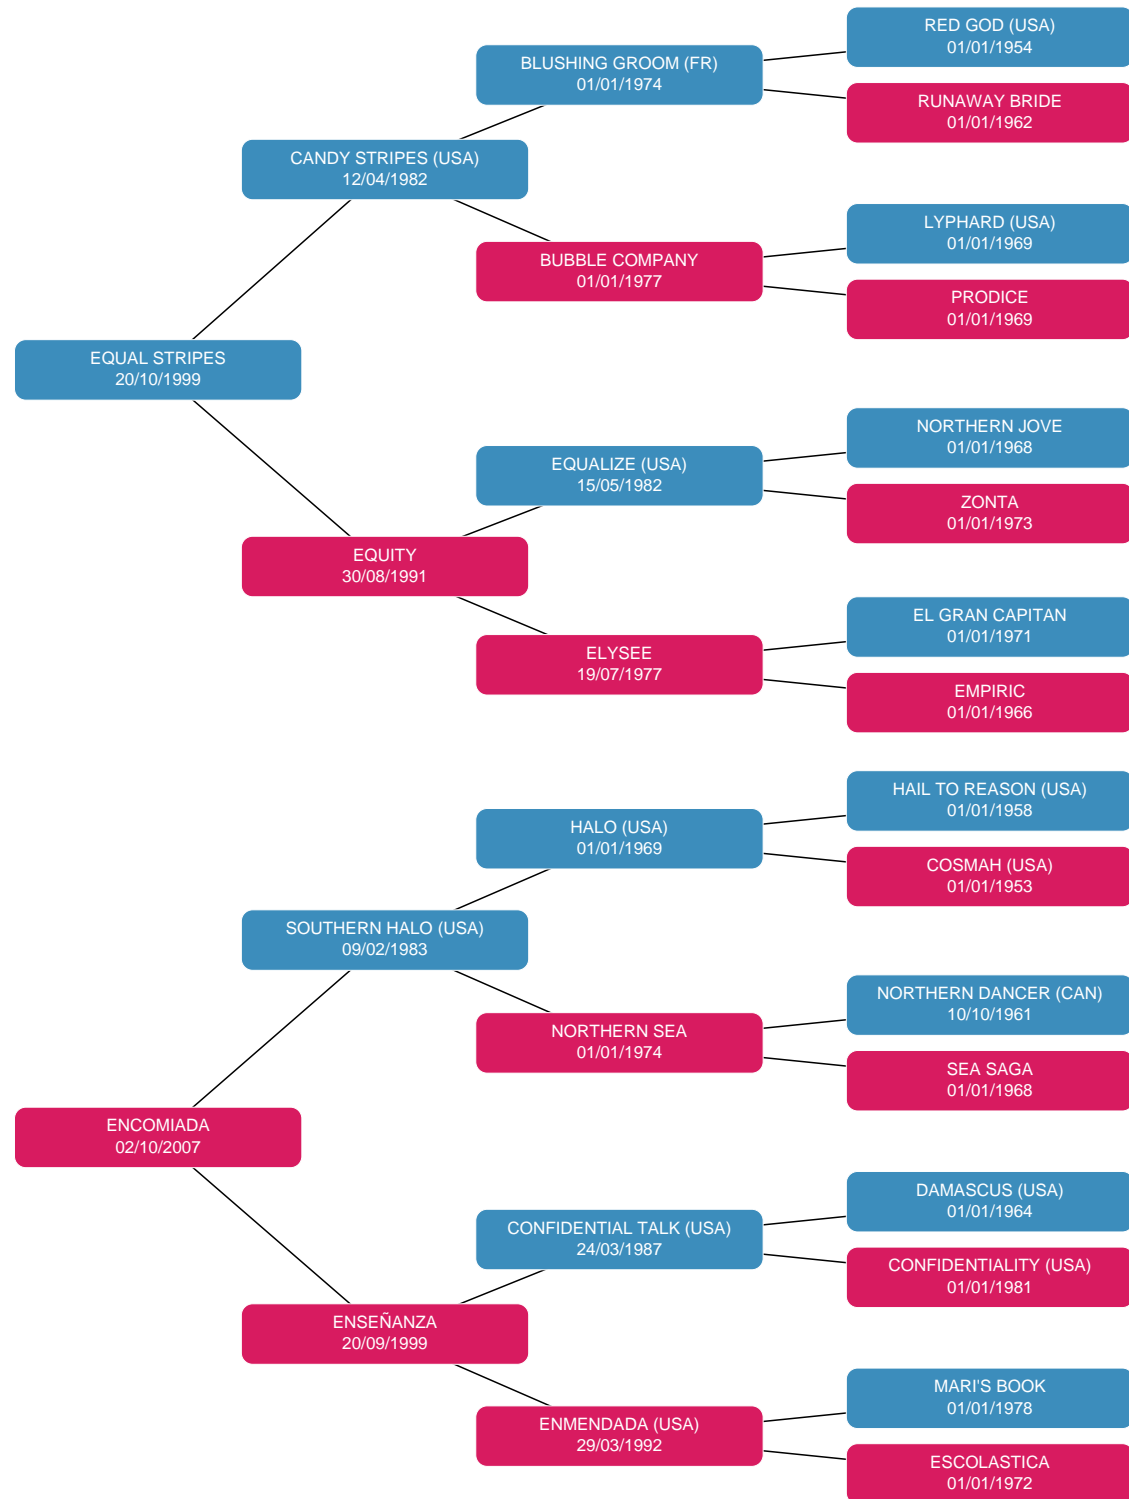 RED GOD (USA)
01/01/1954
BLUSHING GROOM (FR)
01/01/1974
RUNAWAY BRIDE
01/01/1962
CANDY STRIPES (USA)
12/04/1982
LYPHARD (USA)
01/01/1969
BUBBLE COMPANY
01/01/1977
PRODICE
01/01/1969
EQUAL STRIPES
20/10/1999
NORTHERN JOVE
01/01/1968
EQUALIZE (USA)
15/05/1982
ZONTA
01/01/1973
EQUITY
30/08/1991
EL GRAN CAPITAN
01/01/1971
ELYSEE
19/07/1977
EMPIRIC
01/01/1966
HAIL TO REASON (USA)
01/01/1958
HALO (USA)
01/01/1969
COSMAH (USA)
01/01/1953
SOUTHERN HALO (USA)
09/02/1983
NORTHERN DANCER (CAN)
10/10/1961
NORTHERN SEA
01/01/1974
SEA SAGA
01/01/1968
ENCOMIADA
02/10/2007
DAMASCUS (USA)
01/01/1964
CONFIDENTIAL TALK (USA)
24/03/1987
CONFIDENTIALITY (USA)
01/01/1981
ENSEÑANZA
20/09/1999
MARI'S BOOK
01/01/1978
ENMENDADA (USA)
29/03/1992
ESCOLASTICA
01/01/1972